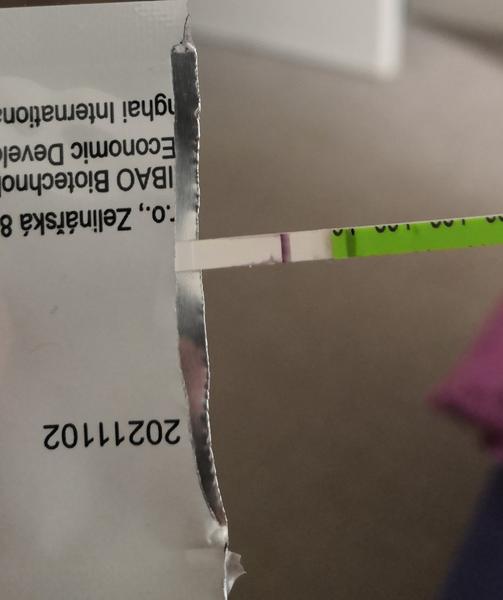 20211102
r.o., Zelinářská 8
IBAO Biotechnol
Economic Devel
nghai Internationa